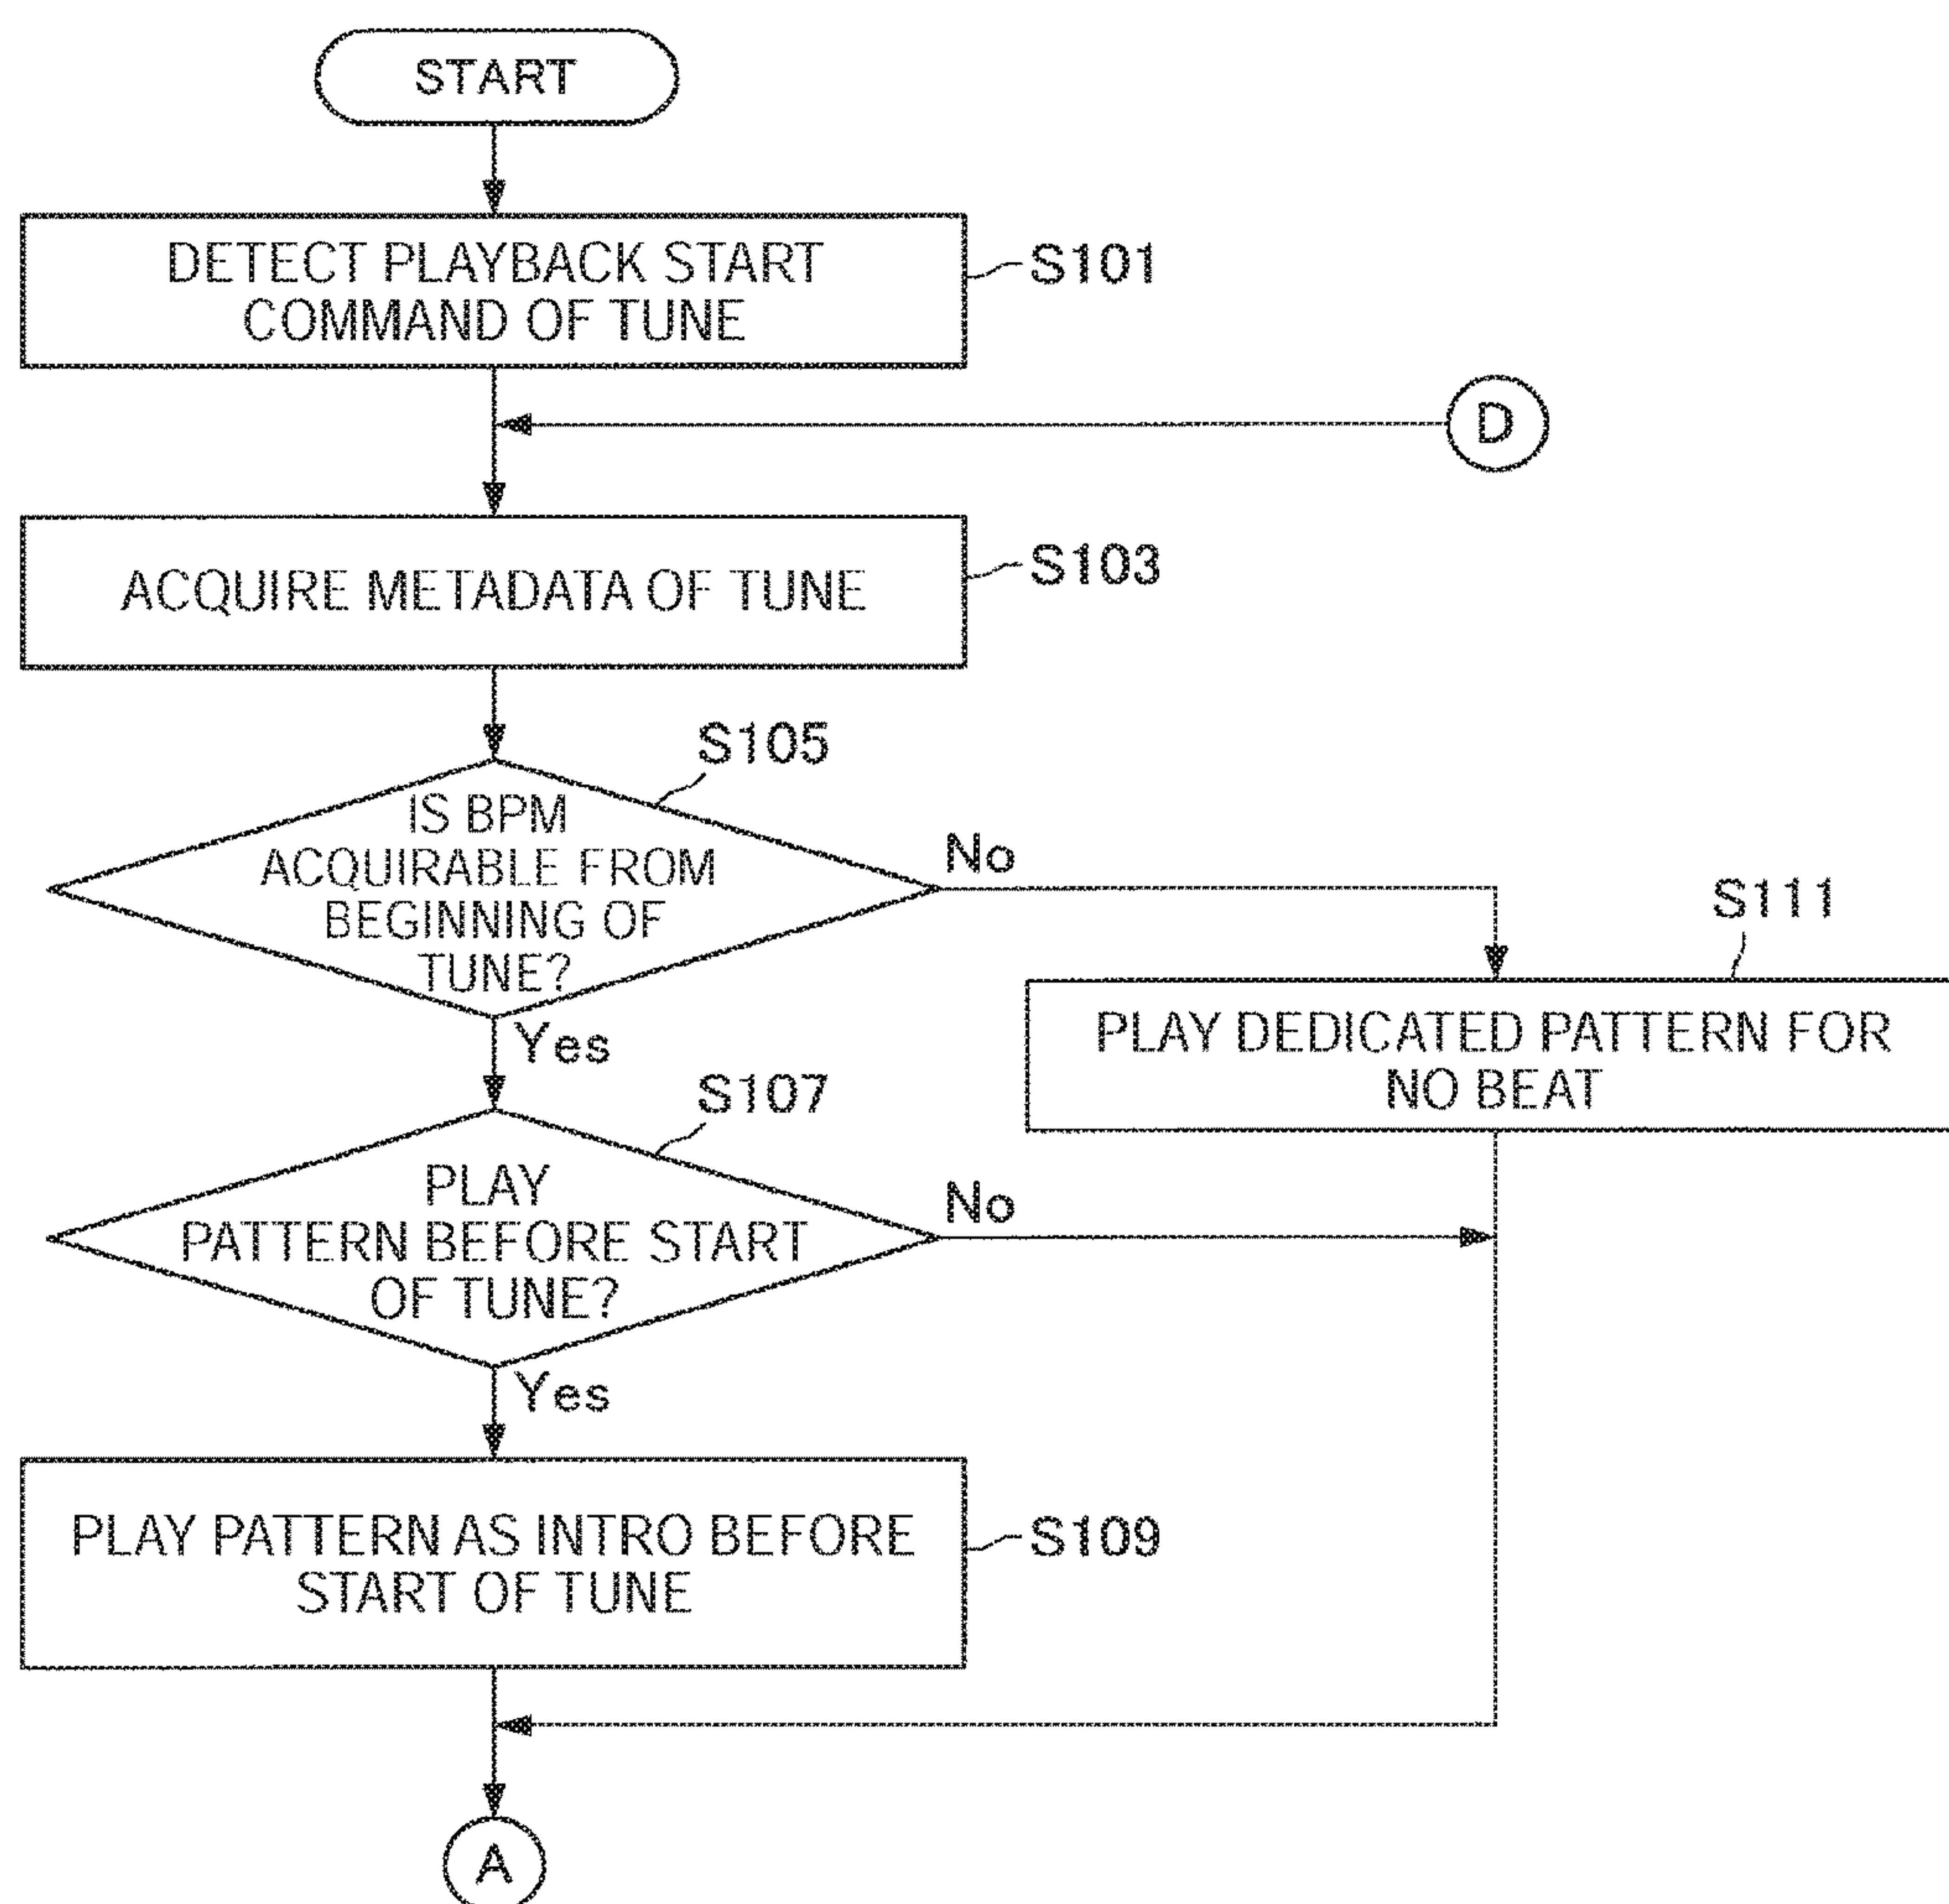 START
DETECT PLAYBACK START
COMMAND OF TUNE
S101
D
ACQUIRE METADATA OF TUNE
S103
S105
IS BPM
ACQUIRABLE FROM
BEGINNING OF
TUNE?
No
Yes
S111
PLAY DEDICATED PATTERN FOR
NO BEAT
S107
PLAY
PATTERN BEFORE START
OF TUNE?
No
Yes
PLAY PATTERN AS INTRO BEFORE
START OF TUNE
S109
A